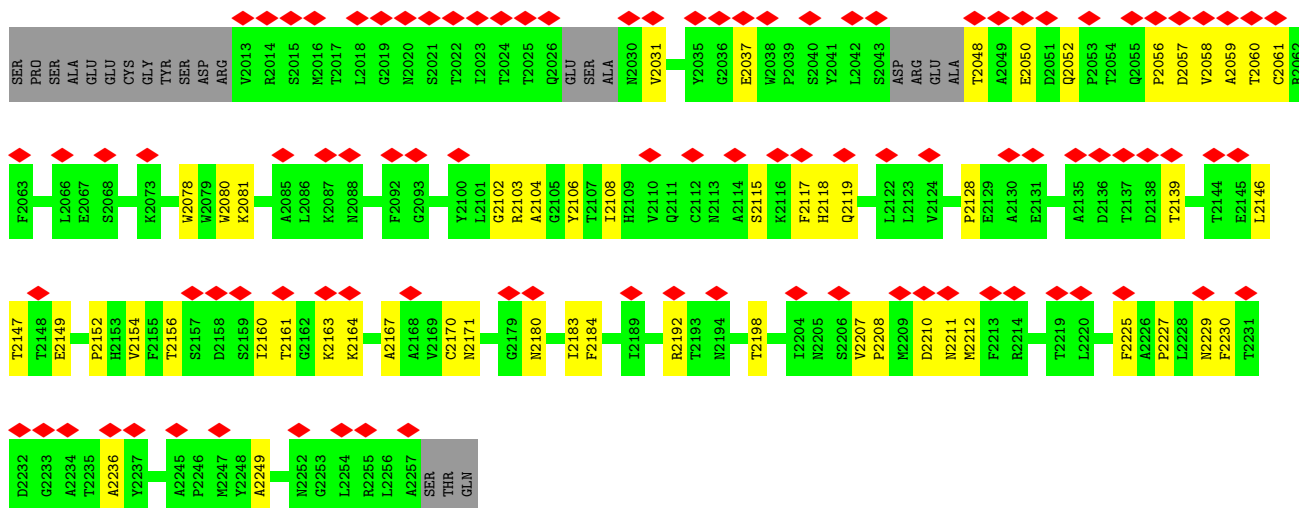 SER PRO SER ALA GLU GLU CYS GLY TYR SER ASP ARG V2013 R2014 S2015 M2016 T2017 L2018 G2019 N2020 S2021 T2022 I2023 T2024 T2025 Q2026 GLU SER ALA N2030 V2031 Y2035 G2036 E2037 W2038 P2039 S2040 Y2041 L2042 S2043 ASP ARG GLU ALA T2048 A2049 E2050 D2051 Q2052 P2053 T2054 Q2055 P2056 D2057 V2058 A2059 T2060 C2061 R2062
F2063 L2066 E2067 S2068 K2073 W2078 W2079 W2080 K2081 A2085 L2086 K2087 N2088 F2092 G2093 Y2100 L2101 G2102 R2103 A2104 G2105 Y2106 T2107 I2108 H2109 V2110 Q2111 C2112 N2113 A2114 S2115 K2116 F2117 H2118 Q2119 L2122 L2123 V2124 P2128 E2129 A2130 E2131 A2135 D2136 T2137 D2138 T2139 T2144 E2145 L2146
T2147 T2148 E2149 P2152 H2153 V2154 F2155 T2156 S2157 D2158 S2159 I2160 T2161 G2162 K2163 K2164 A2167 A2168 V2169 C2170 N2171 G2179 N2180 I2183 F2184 I2189 R2192 T2193 N2194 T2198 I2204 N2205 S2206 V2207 P2208 M2209 D2210 N2211 M2212 F2213 R2214 T2219 L2220 F2225 A2226 P2227 L2228 N2229 F2230 T2231
D2232 G2233 A2234 T2235 A2236 Y2237 A2245 P2246 M2247 Y2248 A2249 N2252 G2253 L2254 R2255 L2256 A2257 SER THR GLN